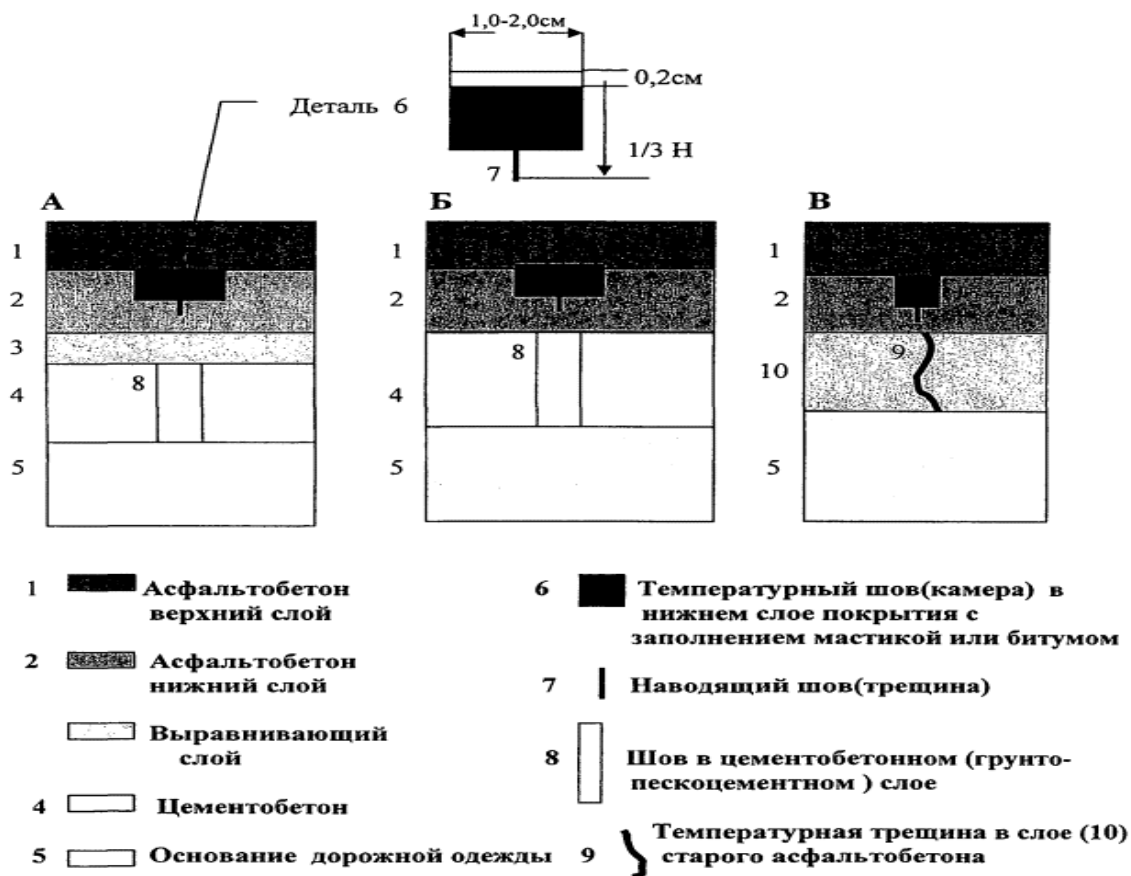 1,0-2,0см
0,2см
Деталь 6
1/3 Н
7
А
Б
В
1
2
3
4
5
8
1
2
4
5
8
1
2
10
5
9
1 Асфальтобетон
верхний слой
2 Асфальтобетон
нижний слой
Выравнивающий
слой
4 Цементобетон
5 Основание дорожной одежды
6 Температурный шов(камера) в
нижнем слое покрытия с
заполнением мастикой или битумом
7 Наводящий шов(трещина)
8 Шов в цементобетонном (грунто-
пескоцементном ) слое
9 Температурная трещина в слое (10)
старого асфальтобетона